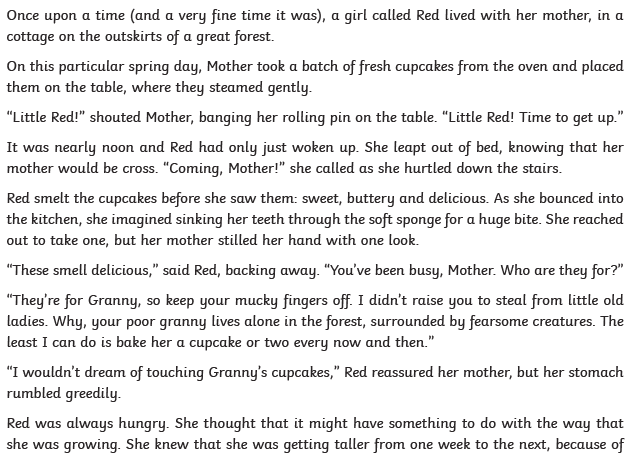 Once upon a time (and a very fine time it was), a girl called Red lived with her mother, in a
cottage on the outskirts of a great forest.
On this particular spring day, Mother took a batch of fresh cupcakes from the oven and placed
them on the table, where they steamed gently.
“Little Red!” shouted Mother, banging her rolling pin on the table. “Little Red! Time to get up.”
It was nearly noon and Red had only just woken up. She leapt out of bed, knowing that her
mother would be cross. “Coming, Mother!” she called as she hurtled down the stairs.
Red smelt the cupcakes before she saw them: sweet, buttery and delicious. As she bounced into
the kitchen, she imagined sinking her teeth through the soft sponge for a huge bite. She reached
out to take one, but her mother stilled her hand with one look.
“These smell delicious,” said Red, backing away. “You’ve been busy, Mother. Who are they for?”
“They’re for Granny, so keep your mucky fingers off. I didn’t raise you to steal from little old
ladies. Why, your poor granny lives alone in the forest, surrounded by fearsome creatures. The
least I can do is bake her a cupcake or two every now and then.”
“I wouldn’t dream of touching Granny’s cupcakes,” Red reassured her mother, but her stomach
rumbled greedily.
Red was always hungry. She thought that it might have something to do with the way that
she was growing. She knew that she was getting taller from one week to the next, because of